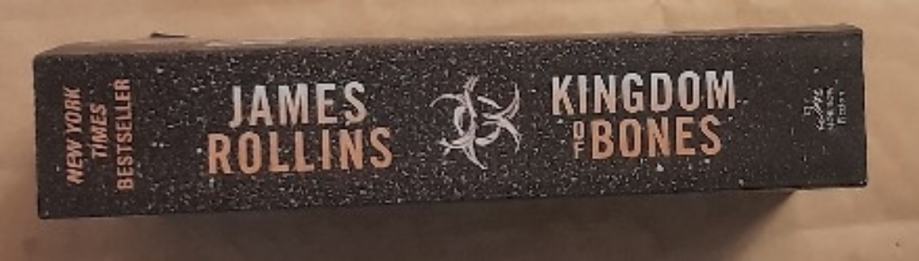 NEW YORK
TIMES
BESTSELLER
JAMES
ROLLINS
KINGDOM
OF
BONES